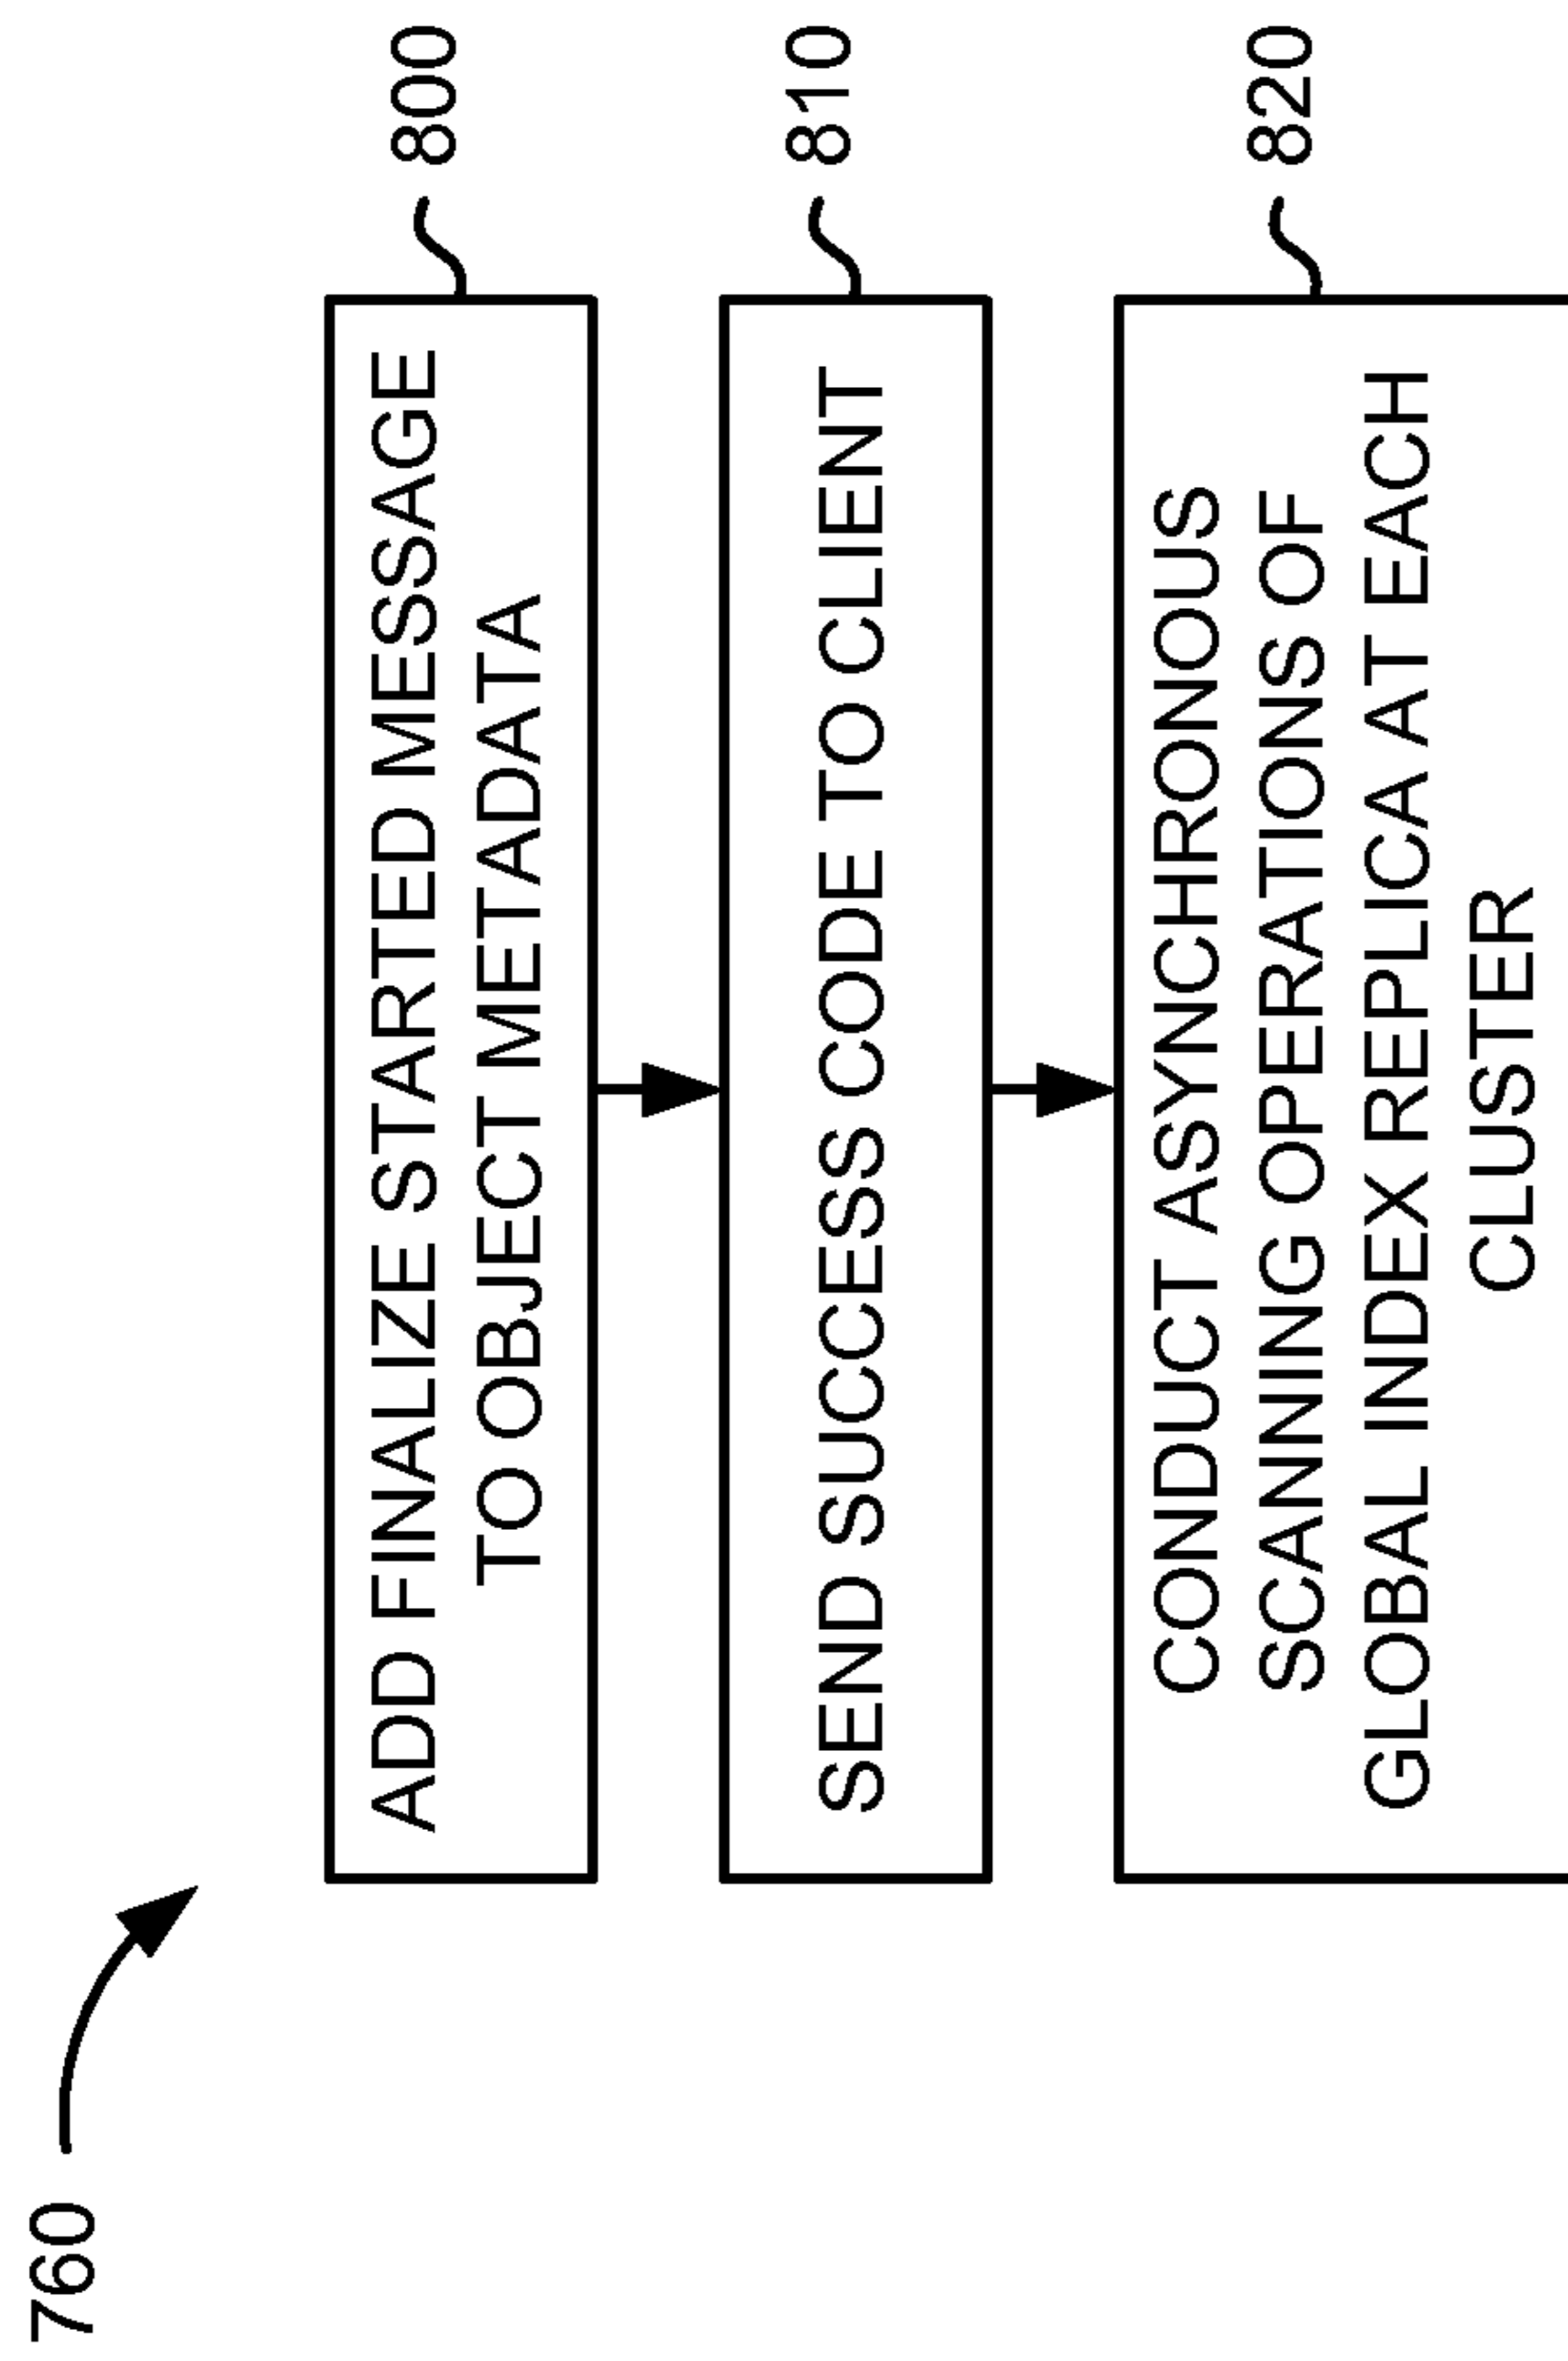 760
ADD FINALIZE STARTED MESSAGE
TO OBJECT METADATA
800
SEND SUCCESS CODE TO CLIENT
810
CONDUCT ASYNCHRONOUS
SCANNING OPERATIONS OF
GLOBAL INDEX REPLICA AT EACH
CLUSTER
820